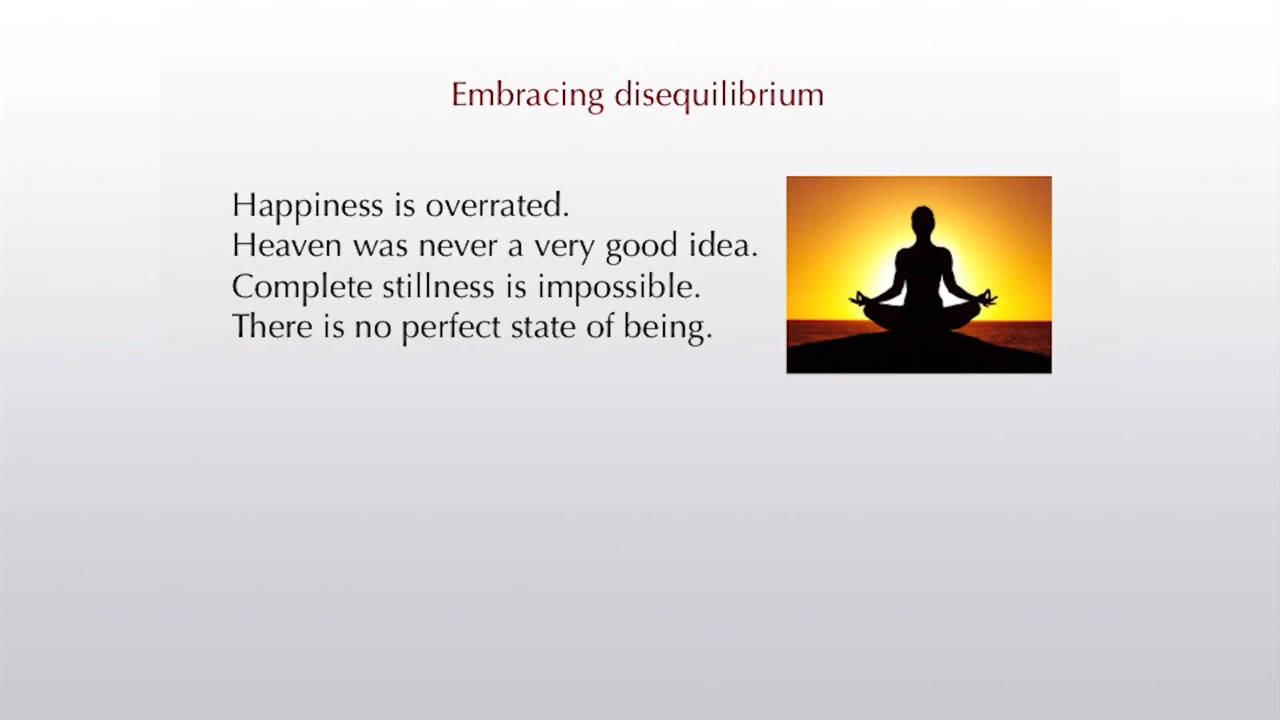 Embracing disequilibrium
Happiness is overrated.
Heaven was never a very good idea.
Complete stillness is impossible.
There is no perfect state of being.